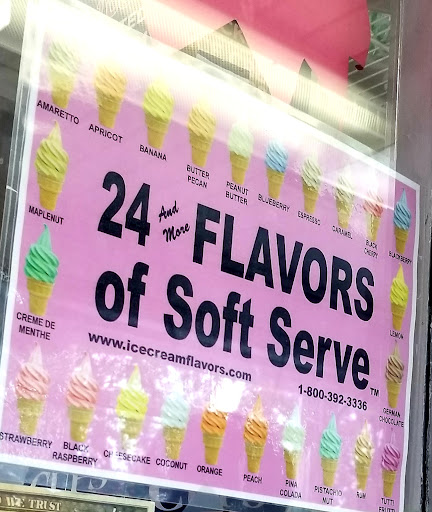 AMARETTO
APRICOT
BANANA
BUTTER
PECAN
PEANUT
BUTTER
BLUEBERRY
ESPRESSO
CARAMEL
BLACK
CHERRY
BLACKBERRY
MAPLENUT
24 And More FLAVORS
of Soft Serve™
LEMON
CREME DE
MENTHE
www.icecreamflavors.com
1-800-392-3336
GERMAN
CHOCOLATE
STRAWBERRY
BLACK
RASPBERRY
CHEESECAKE
COCONUT
ORANGE
PEACH
PINA
COLADA
PISTACHIO
NUT
RUM
TUTTI
FRUTTI
WE TRUST